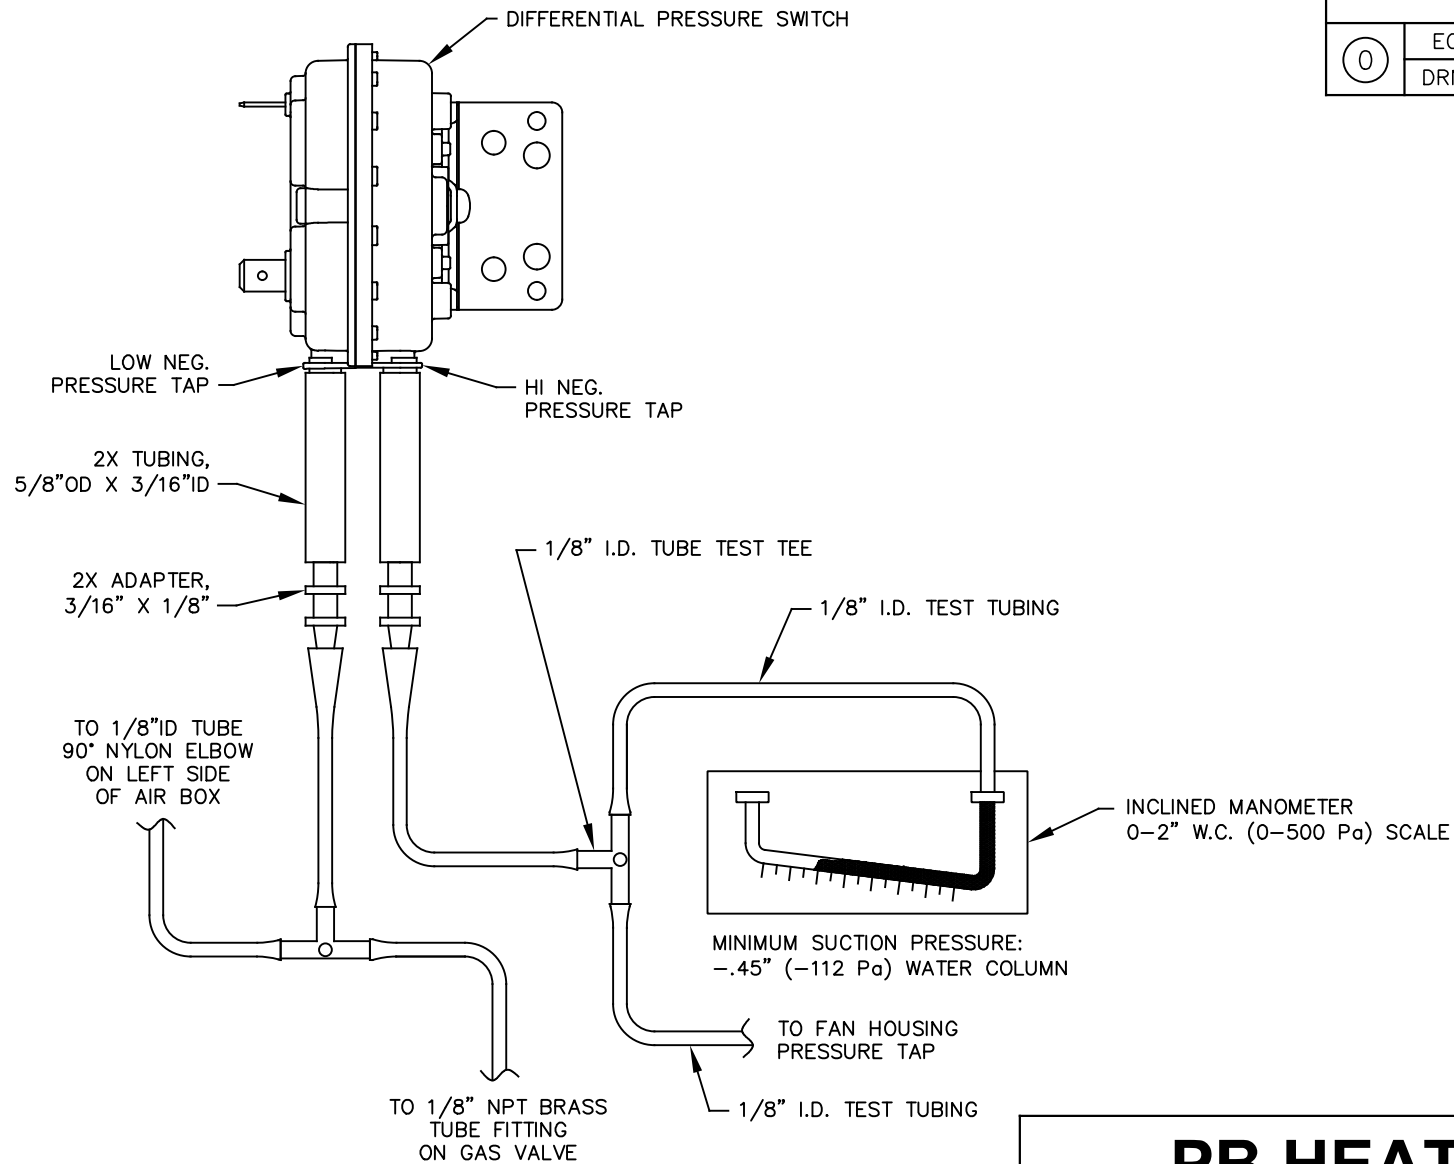 DIFFERENTIAL PRESSURE SWITCH
0
LOW NEG.
PRESSURE TAP
HI NEG.
PRESSURE TAP
2X TUBING,
5/8"OD X 3/16"ID
1/8" I.D. TUBE TEST TEE
2X ADAPTER,
3/16" X 1/8"
1/8" I.D. TEST TUBING
TO 1/8"ID TUBE
90° NYLON ELBOW
ON LEFT SIDE
OF AIR BOX
INCLINED MANOMETER
0-2" W.C. (0-500 Pa) SCALE
MINIMUM SUCTION PRESSURE:
-.45" (-112 Pa) WATER COLUMN
TO FAN HOUSING
PRESSURE TAP
1/8" I.D. TEST TUBING
TO 1/8" NPT BRASS
TUBE FITTING
ON GAS VALVE